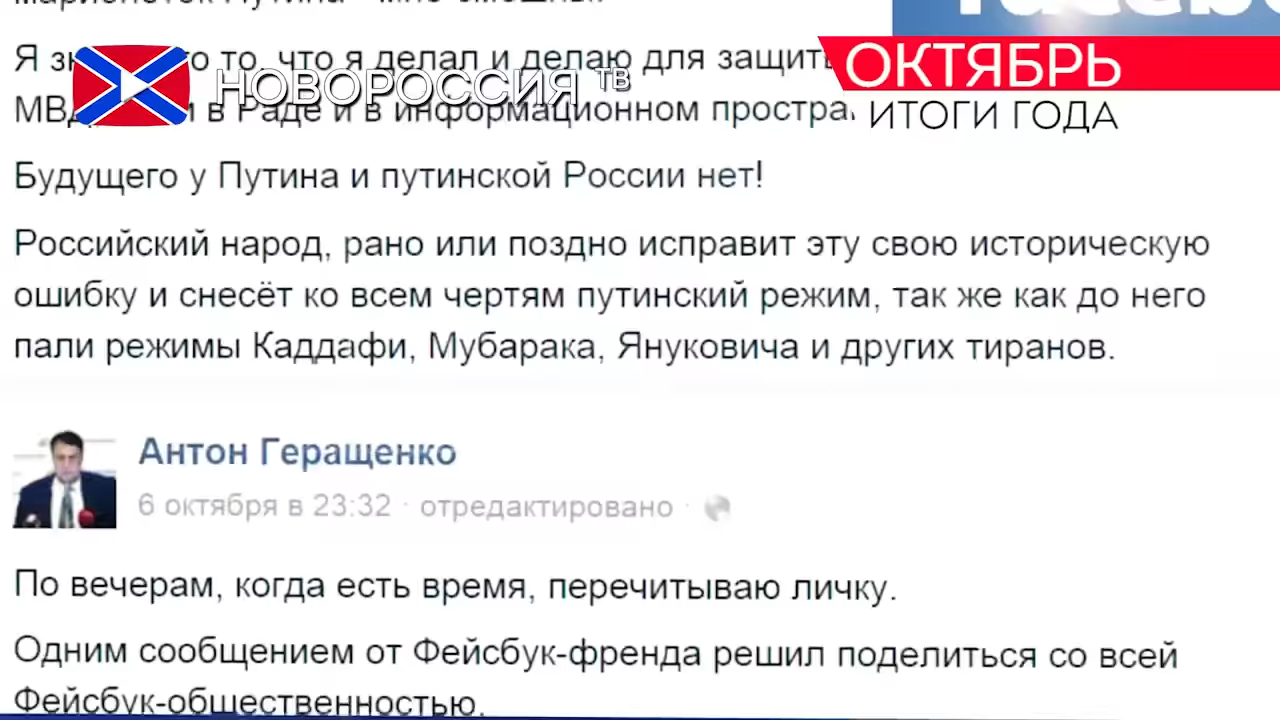 Я то, что я делал и делаю для
МВД и в Раде и в информационном
Будущего у Путина и путинской России нет!
Российский народ, рано или поздно исправит эту свою историческую
ошибку и снесёт ко всем чертям путинский режим, так же как до него
пали режимы Каддафи, Мубарака, Януковича и других тиранов.
Антон Геращенко
6 октября в 23:32 · отредактировано ·
По вечерам, когда есть время, перечитываю личку.
Одним сообщением от Фейсбук-френда решил поделиться со всей
Фейсбук-общественностью.
НОВОРОССИЯ ТВ
ОКТЯБРЬ
ИТОГИ ГОДА